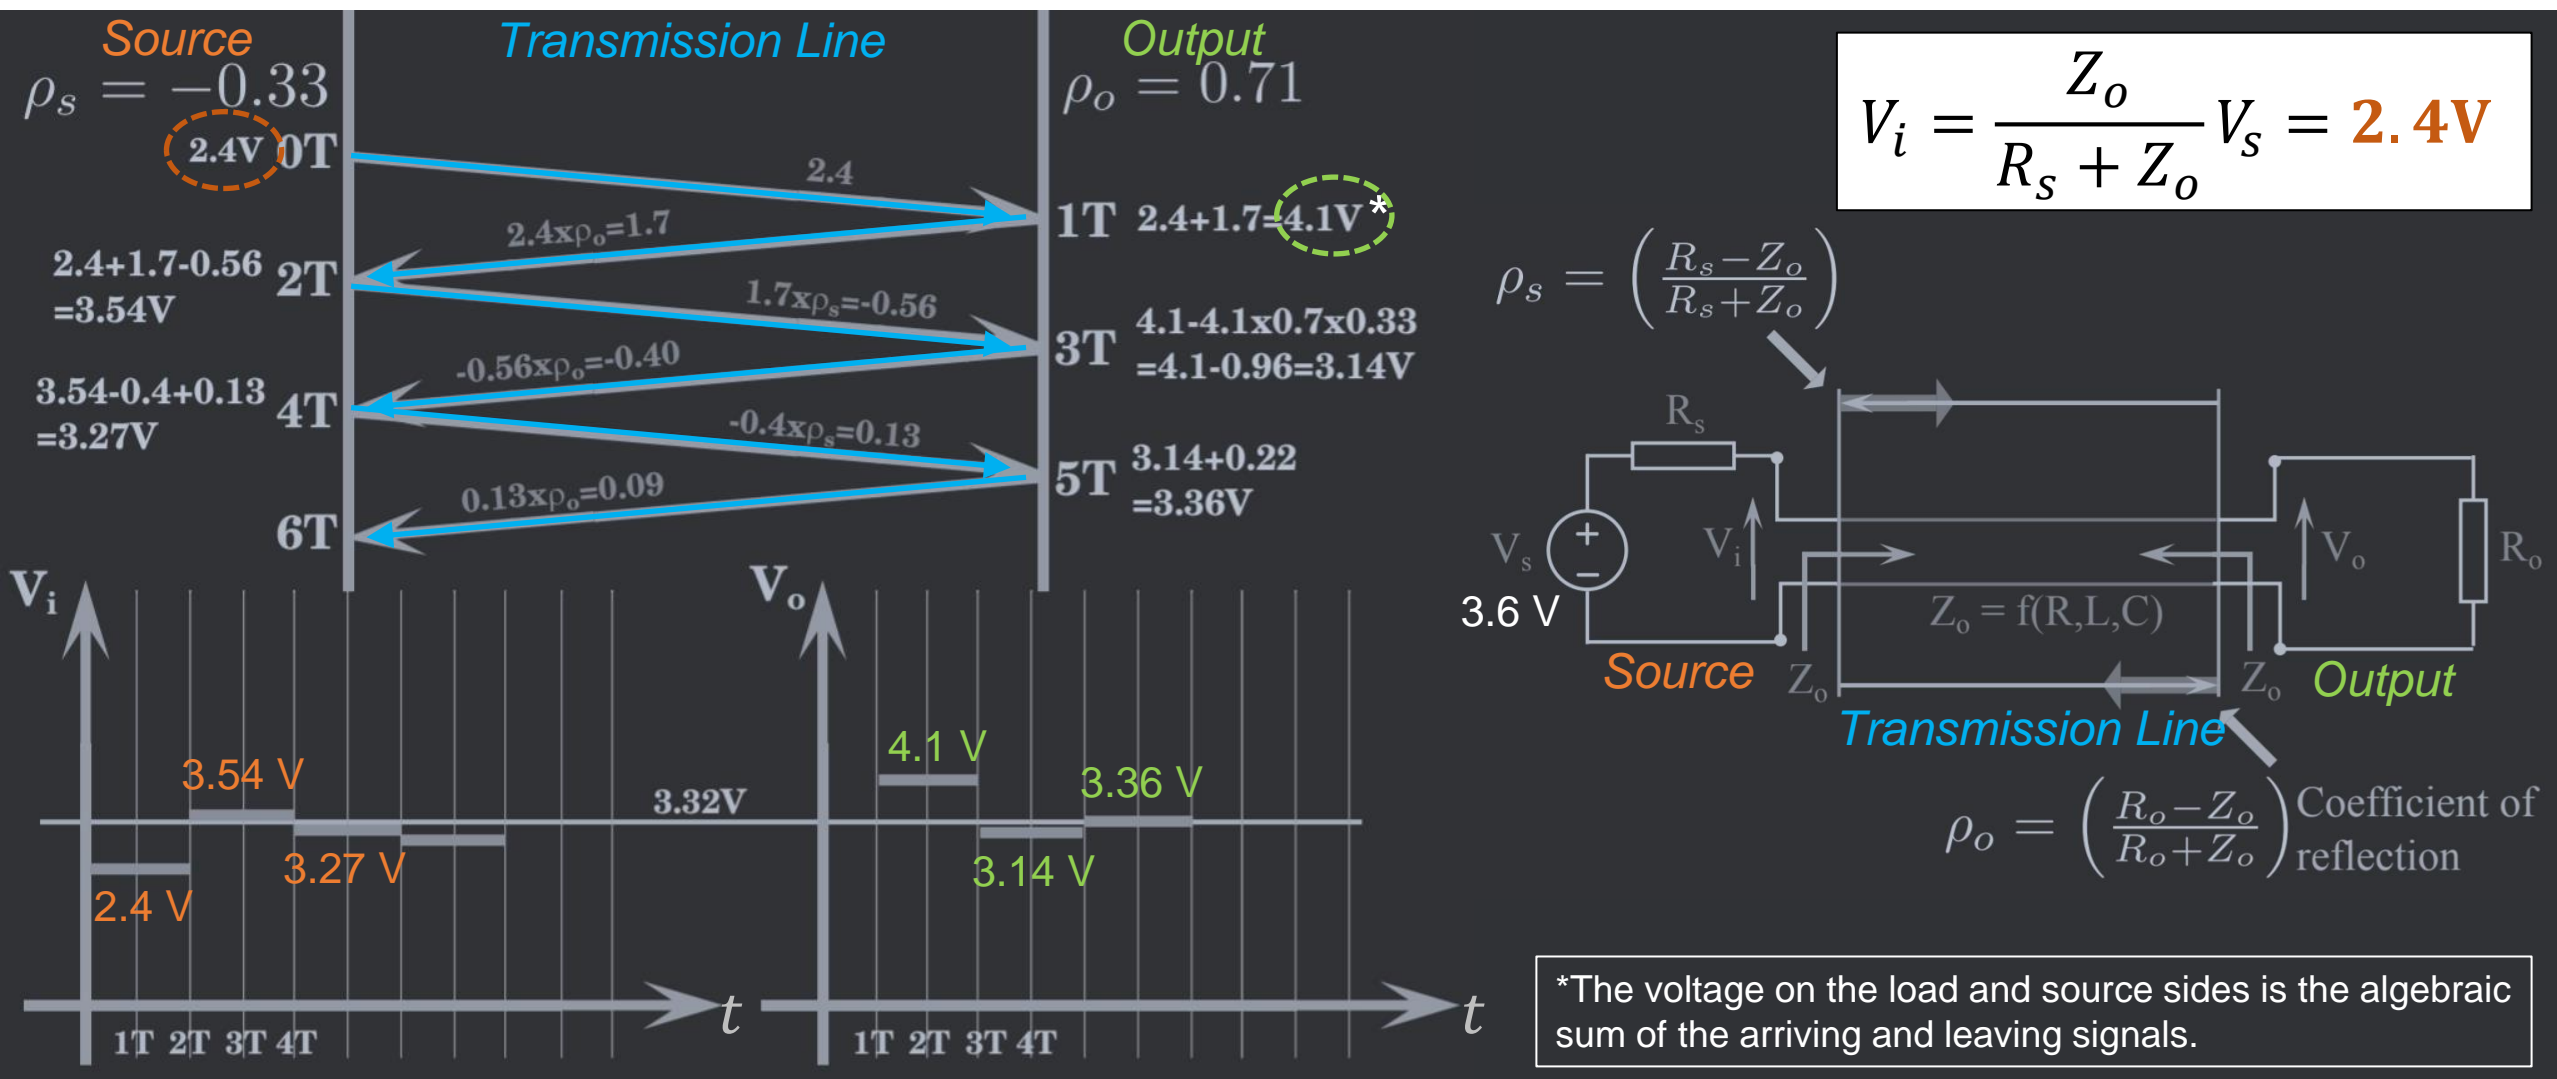 Source
Transmission Line
Output
ρs = −0.33
ρo = 0.71
2.4V 0T
2.4
1T 2.4+1.7=4.1V *
2.4xρo=1.7
2.4+1.7-0.56
=3.54V
2T
1.7xρs=-0.56
3T
4.1-4.1x0.7x0.33
=4.1-0.96=3.14V
-0.56xρo=-0.40
3.54-0.4+0.13
=3.27V
4T
-0.4xρs=0.13
5T
3.14+0.22
=3.36V
0.13xρo=0.09
6T
Vi = Zo / (Rs + Zo) Vs = 2.4V
ρs = (Rs−Zo / Rs+Zo)
Rs
Vs
3.6 V
Vi
Zo = f(R,L,C)
Vo
Ro
Source
Zo
Zo
Output
Transmission Line
ρo = (Ro−Zo / Ro+Zo)
Coefficient of
reflection
Vi
3.54 V
3.27 V
2.4 V
3.32V
1T 2T 3T 4T
t
Vo
4.1 V
3.36 V
3.14 V
1T 2T 3T 4T
t
*The voltage on the load and source sides is the algebraic
sum of the arriving and leaving signals.